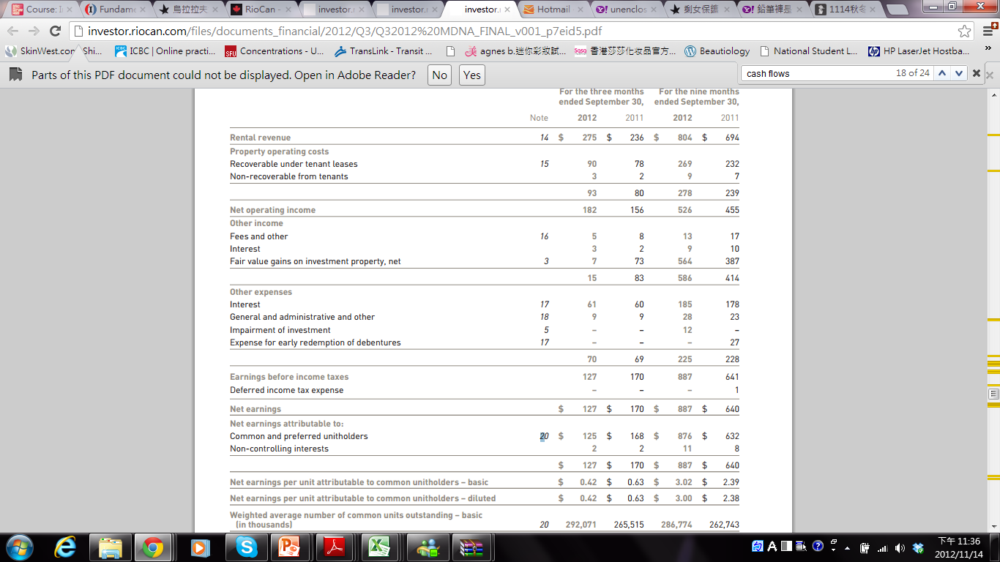 Course: I
Fundame
烏拉拉夫
RioCan -
investor.r
investor.r
investor.r
Hotmail
unenclos
剩女保鏢
鉛筆褲是
1114秋冬
investor.riocan.com/files/documents_financial/2012/Q3/Q32012%20MDNA_FINAL_v001_p7eid5.pdf
SkinWest.com Shi...
ICBC | Online practi...
SFU Concentrations - U...
TransLink - Transit ...
agnes b.迷你彩妝試...
Sasa 香港莎莎化妝品官方...
Beautiology
National Student L...
HP LaserJet Hostba...
»
Parts of this PDF document could not be displayed. Open in Adobe Reader? No Yes
cash flows 18 of 24
For the three months ended September 30, For the nine months ended September 30,
Note 2012 2011 2012 2011
Rental revenue 14 $ 275 $ 236 $ 804 $ 694
Property operating costs
Recoverable under tenant leases 15 90 78 269 232
Non-recoverable from tenants 3 2 9 7
93 80 278 239
Net operating income 182 156 526 455
Other income
Fees and other 16 5 8 13 17
Interest 3 2 9 10
Fair value gains on investment property, net 3 7 73 564 387
15 83 586 414
Other expenses
Interest 17 61 60 185 178
General and administrative and other 18 9 9 28 23
Impairment of investment 5 – – 12 –
Expense for early redemption of debentures 17 – – – 27
70 69 225 228
Earnings before income taxes 127 170 887 641
Deferred income tax expense – – – 1
Net earnings $ 127 $ 170 $ 887 $ 640
Net earnings attributable to:
Common and preferred unitholders 20 $ 125 $ 168 $ 876 $ 632
Non-controlling interests 2 2 11 8
$ 127 $ 170 $ 887 $ 640
Net earnings per unit attributable to common unitholders – basic $ 0.42 $ 0.63 $ 3.02 $ 2.39
Net earnings per unit attributable to common unitholders – diluted $ 0.42 $ 0.63 $ 3.00 $ 2.38
Weighted average number of common units outstanding – basic
(in thousands) 20 292,071 265,515 286,774 262,743
A
下午 11:36
2012/11/14